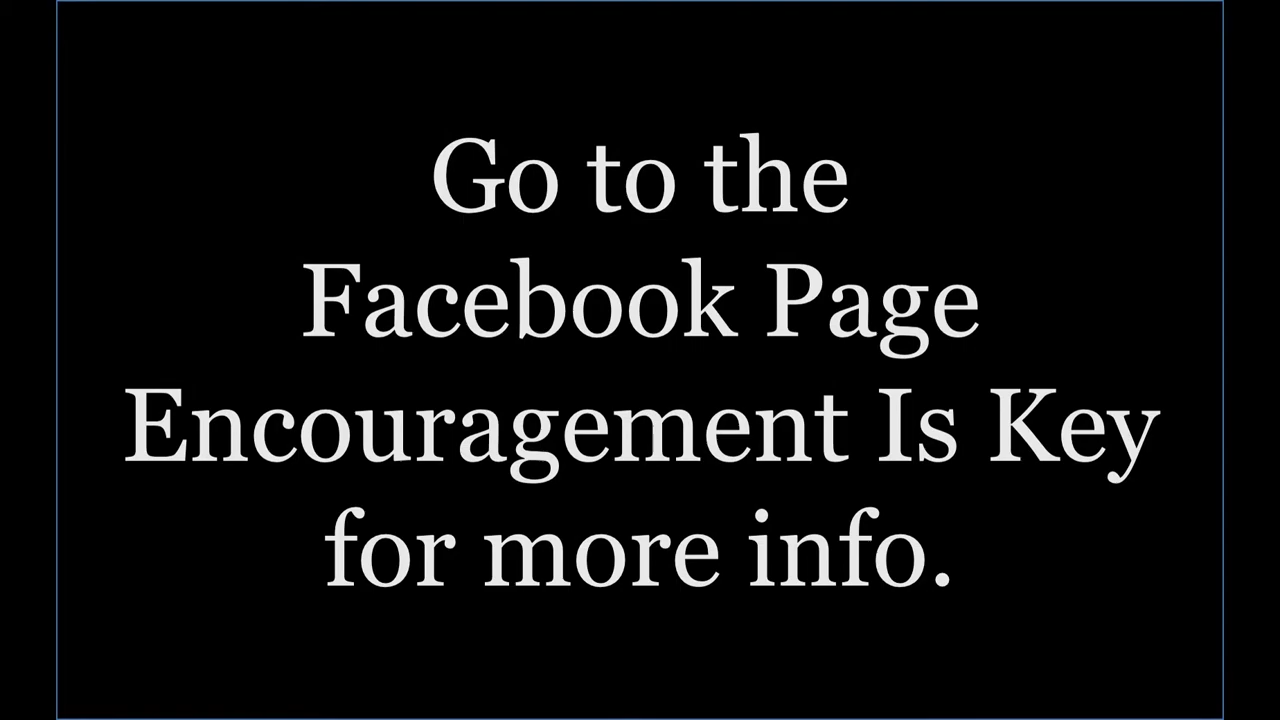 Go to the
Facebook Page
Encouragement Is Key
for more info.